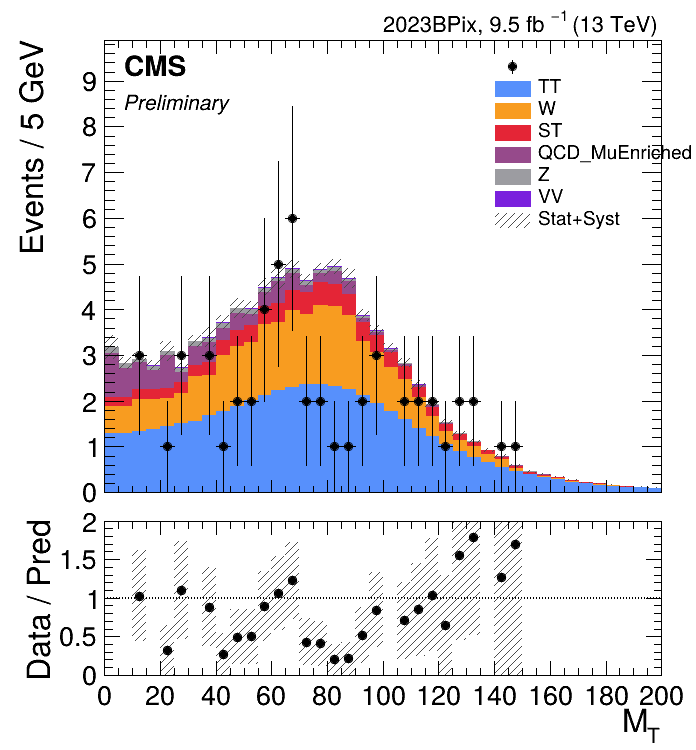 2023BPix, 9.5 fb⁻¹ (13 TeV)
CMS
Preliminary
Events / 5 GeV
TT
W
ST
QCD_MuEnriched
Z
VV
Stat+Syst
9
8
7
6
5
4
3
2
1
0
Data / Pred
2
1.5
1
0.5
0
0 20 40 60 80 100 120 140 160 180 200
M_T